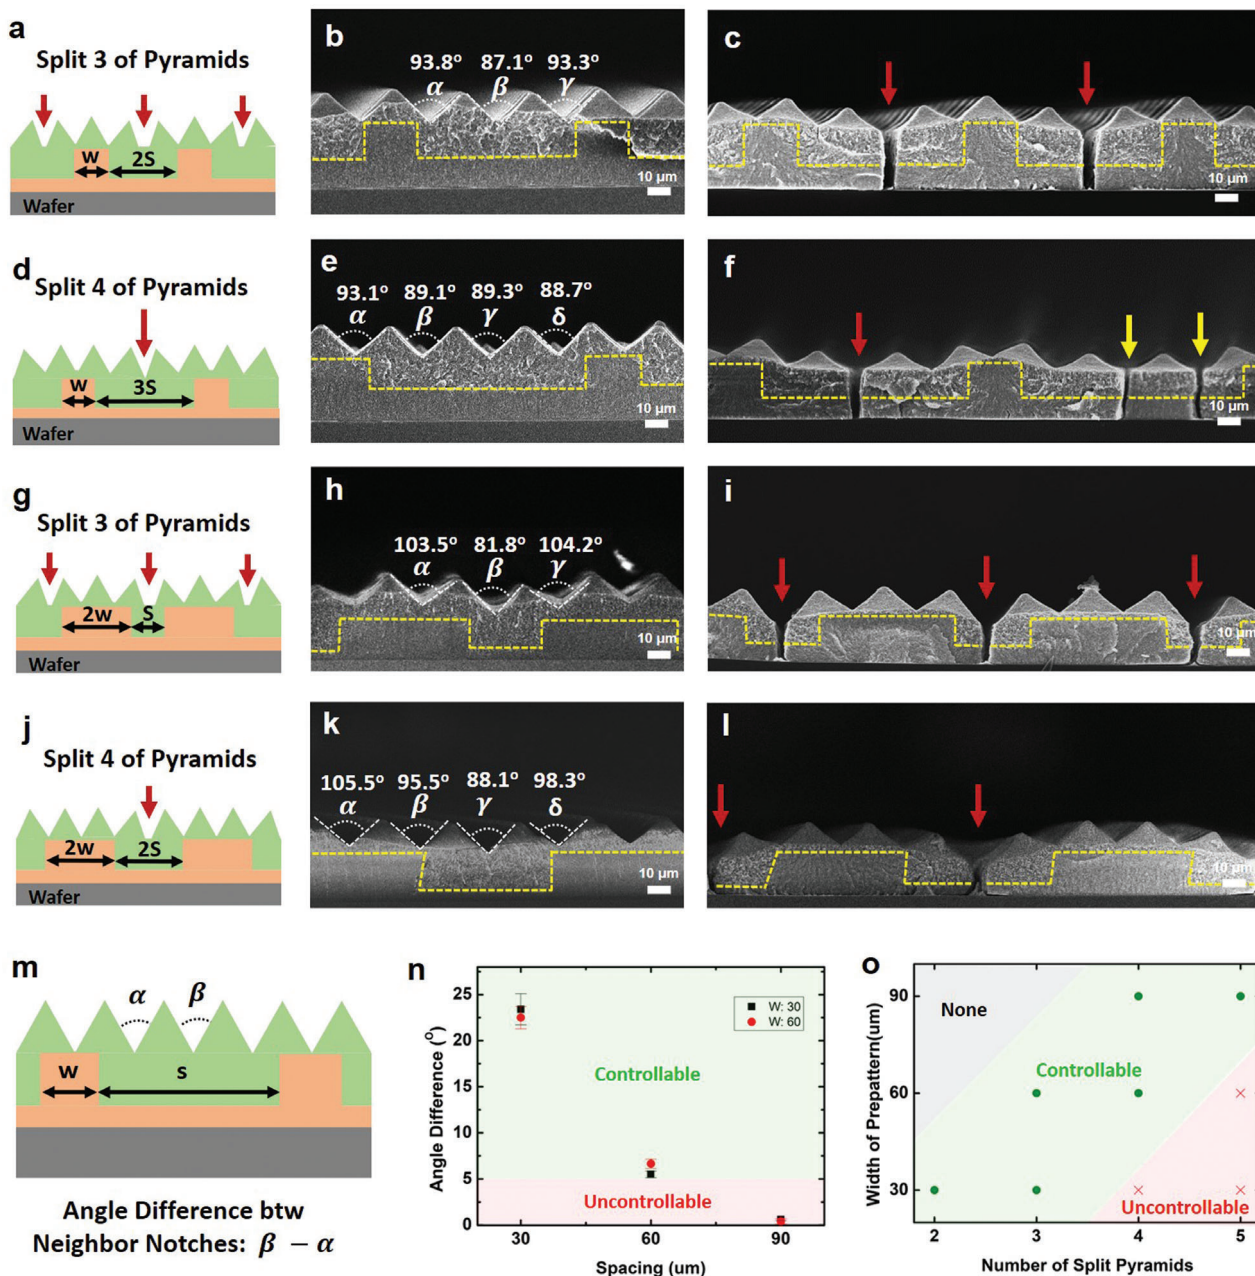 a
Split 3 of Pyramids
w
2S
Wafer
b
93.8° 87.1° 93.3°
α β γ
10 μm
c
10 μm
d
Split 4 of Pyramids
w
3S
Wafer
e
93.1° 89.1° 89.3° 88.7°
α β γ δ
10 μm
f
10 μm
g
Split 3 of Pyramids
2w
S
Wafer
h
103.5° 81.8° 104.2°
α β γ
10 μm
i
10 μm
j
Split 4 of Pyramids
2w
2S
Wafer
k
105.5° 95.5° 88.1° 98.3°
α β γ δ
10 μm
l
10 μm
m
α β
w
s
Angle Difference btw
Neighbor Notches: β − α
n
Angle Difference (O)
25
20
15
10
5
0
W: 30
W: 60
Controllable
Uncontrollable
30 60 90
Spacing (um)
o
Width of Prepattern(um)
90
60
30
None
Controllable
Uncontrollable
2 3 4 5
Number of Split Pyramids